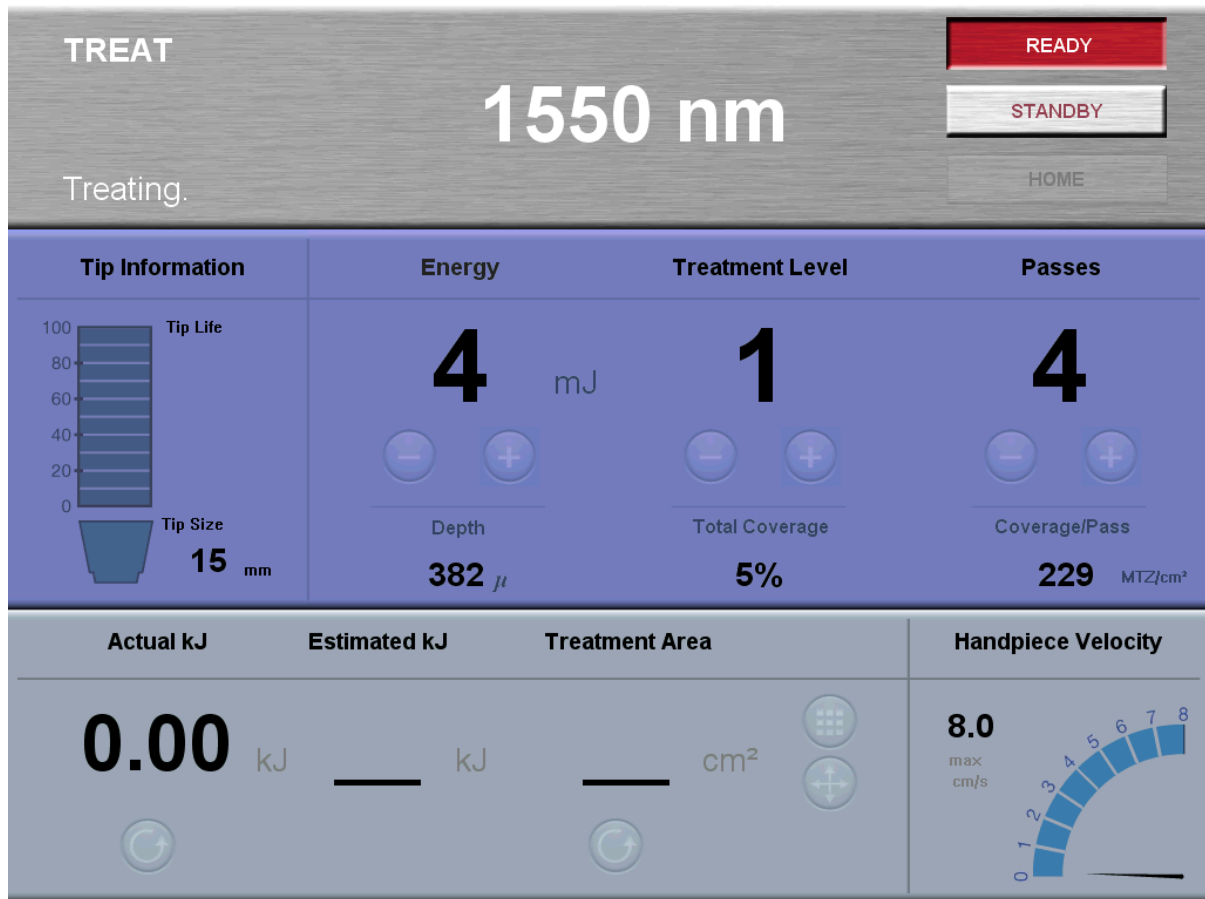 TREAT
READY
1550 nm
STANDBY
Treating.
HOME
Tip Information
Energy
Treatment Level
Passes
100
Tip Life
80
60
40
20
0
4 mJ
1
4
Tip Size
15 mm
Depth
382 μ
Total Coverage
5%
Coverage/Pass
229 MTZ/cm²
Actual kJ
Estimated kJ
Treatment Area
Handpiece Velocity
0.00 kJ
kJ
cm²
8.0
max
cm/s
0
1
2
3
4
5
6
7
8